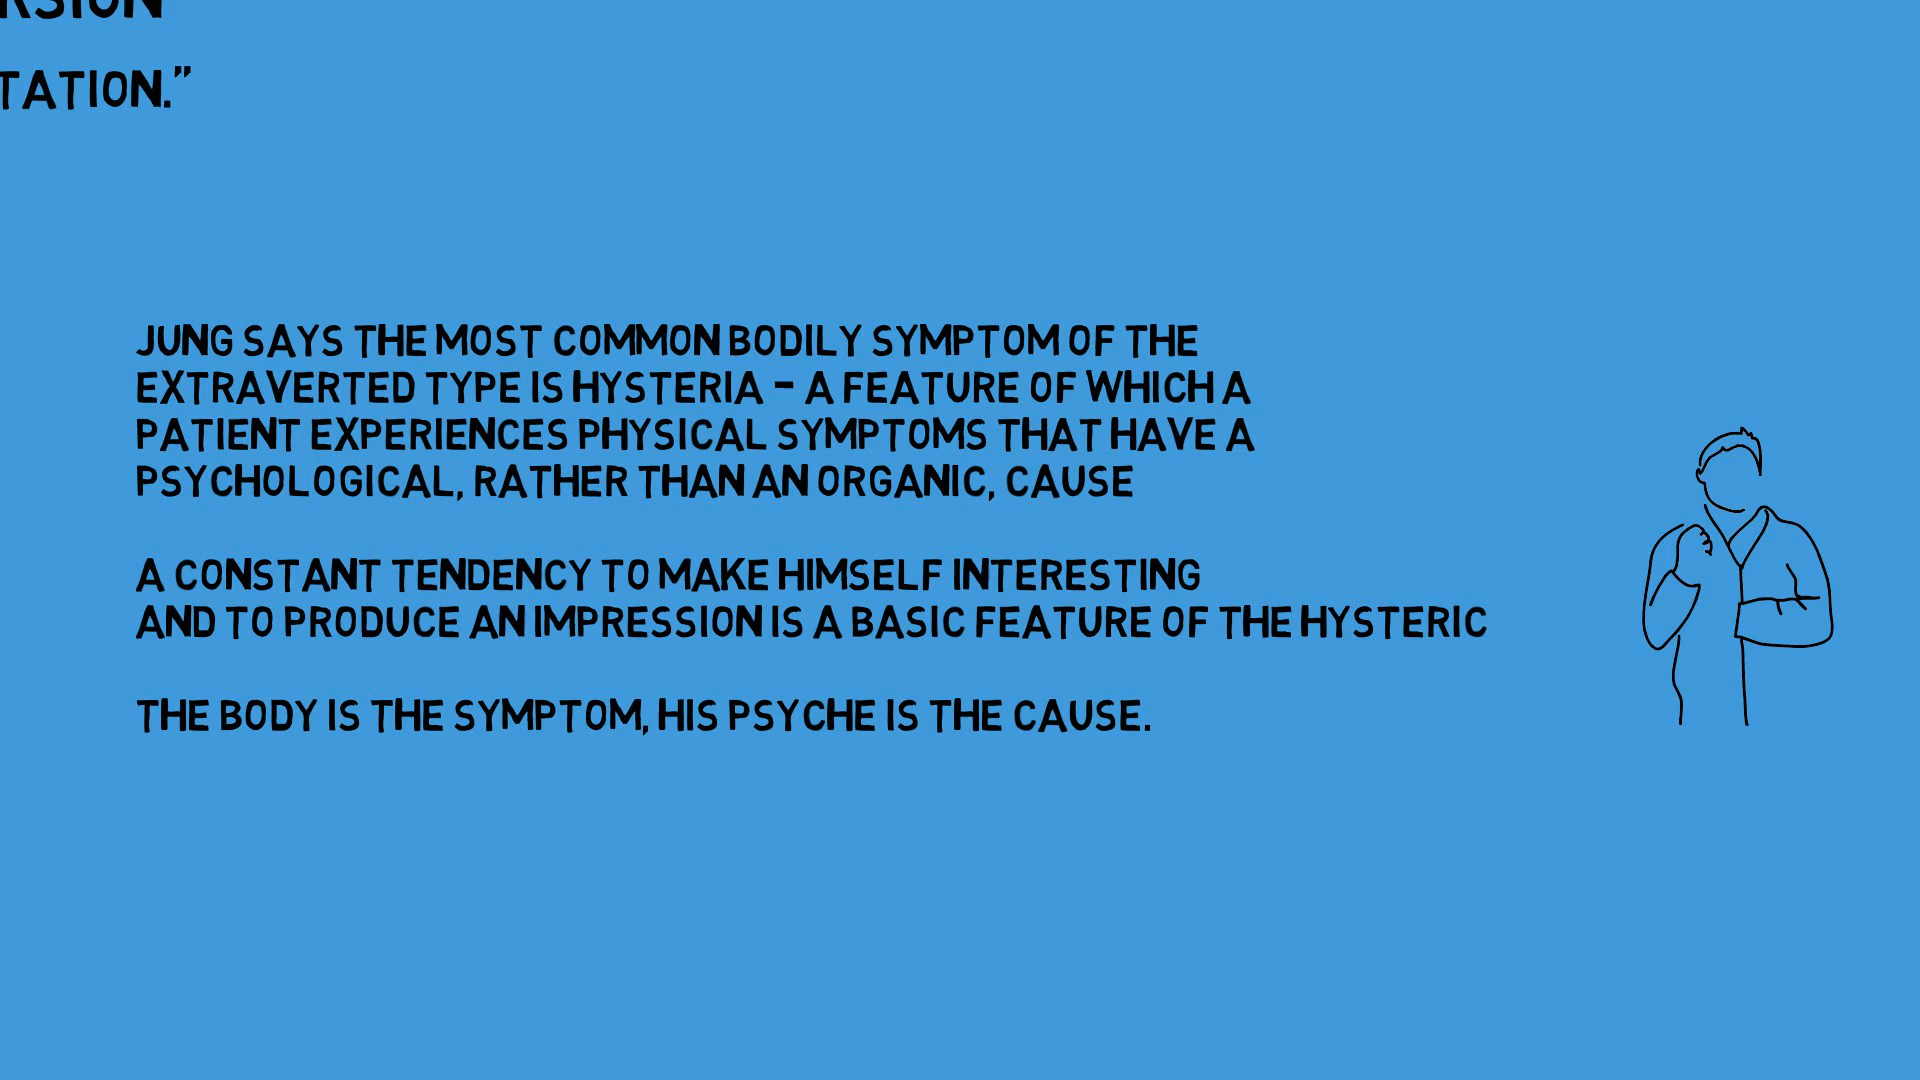 RSION
TATION.”
JUNG SAYS THE MOST COMMON BODILY SYMPTOM OF THE
EXTRAVERTED TYPE IS HYSTERIA - A FEATURE OF WHICH A
PATIENT EXPERIENCES PHYSICAL SYMPTOMS THAT HAVE A
PSYCHOLOGICAL, RATHER THAN AN ORGANIC, CAUSE
A CONSTANT TENDENCY TO MAKE HIMSELF INTERESTING
AND TO PRODUCE AN IMPRESSION IS A BASIC FEATURE OF THE HYSTERIC
THE BODY IS THE SYMPTOM, HIS PSYCHE IS THE CAUSE.